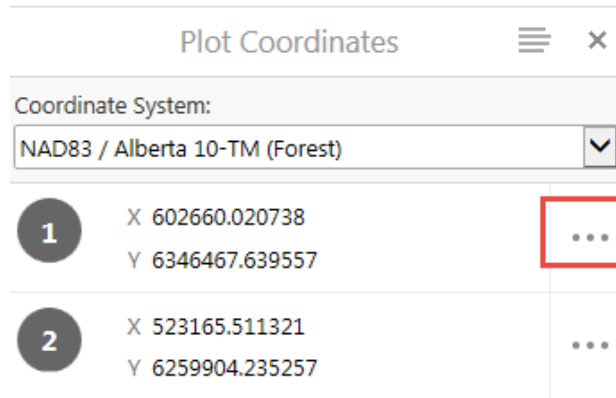 Plot Coordinates
Coordinate System:
NAD83 / Alberta 10-TM (Forest)
1
X 602660.020738
Y 6346467.639557
2
X 523165.511321
Y 6259904.235257